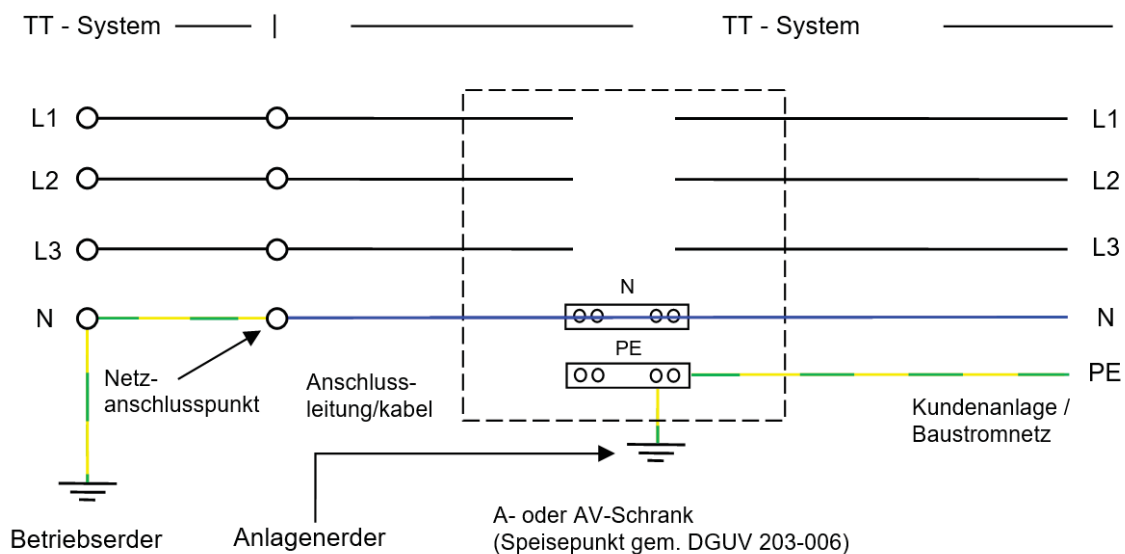 TT - System
TT - System
L1
L1
L2
L2
L3
L3
N
N
N
PE
PE
Netz-
anschlusspunkt
Anschluss-
leitung/kabel
Kundenanlage /
Baustromnetz
Betriebserder
Anlagenerder
A- oder AV-Schrank
(Speisepunkt gem. DGUV 203-006)